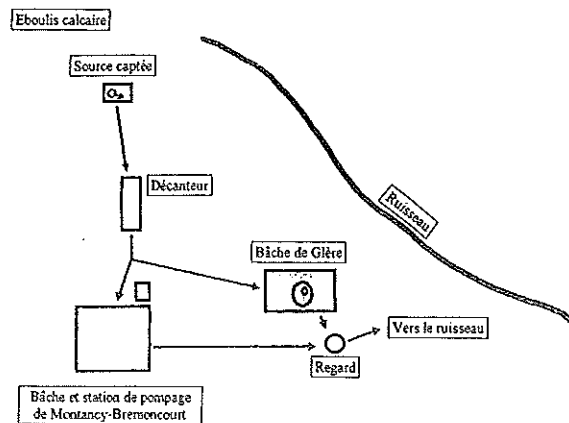 Eboulis calcaire
Source captée
Décanteur
Ruisseau
Bâche de Glère
Vers le ruisseau
Regard
Bâche et station de pompage
de Montancy-Bremoncourt